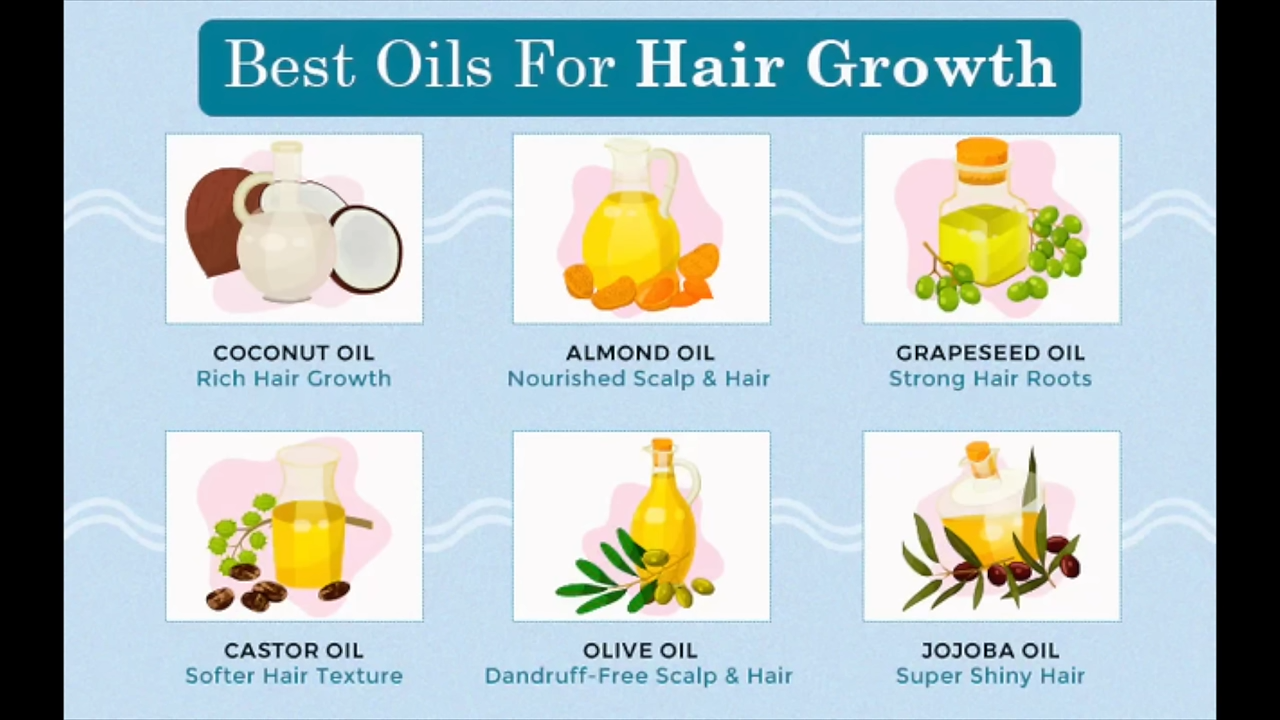 Best Oils For Hair Growth
COCONUT OIL
Rich Hair Growth
ALMOND OIL
Nourished Scalp & Hair
GRAPESEED OIL
Strong Hair Roots
CASTOR OIL
Softer Hair Texture
OLIVE OIL
Dandruff-Free Scalp & Hair
JOJOBA OIL
Super Shiny Hair